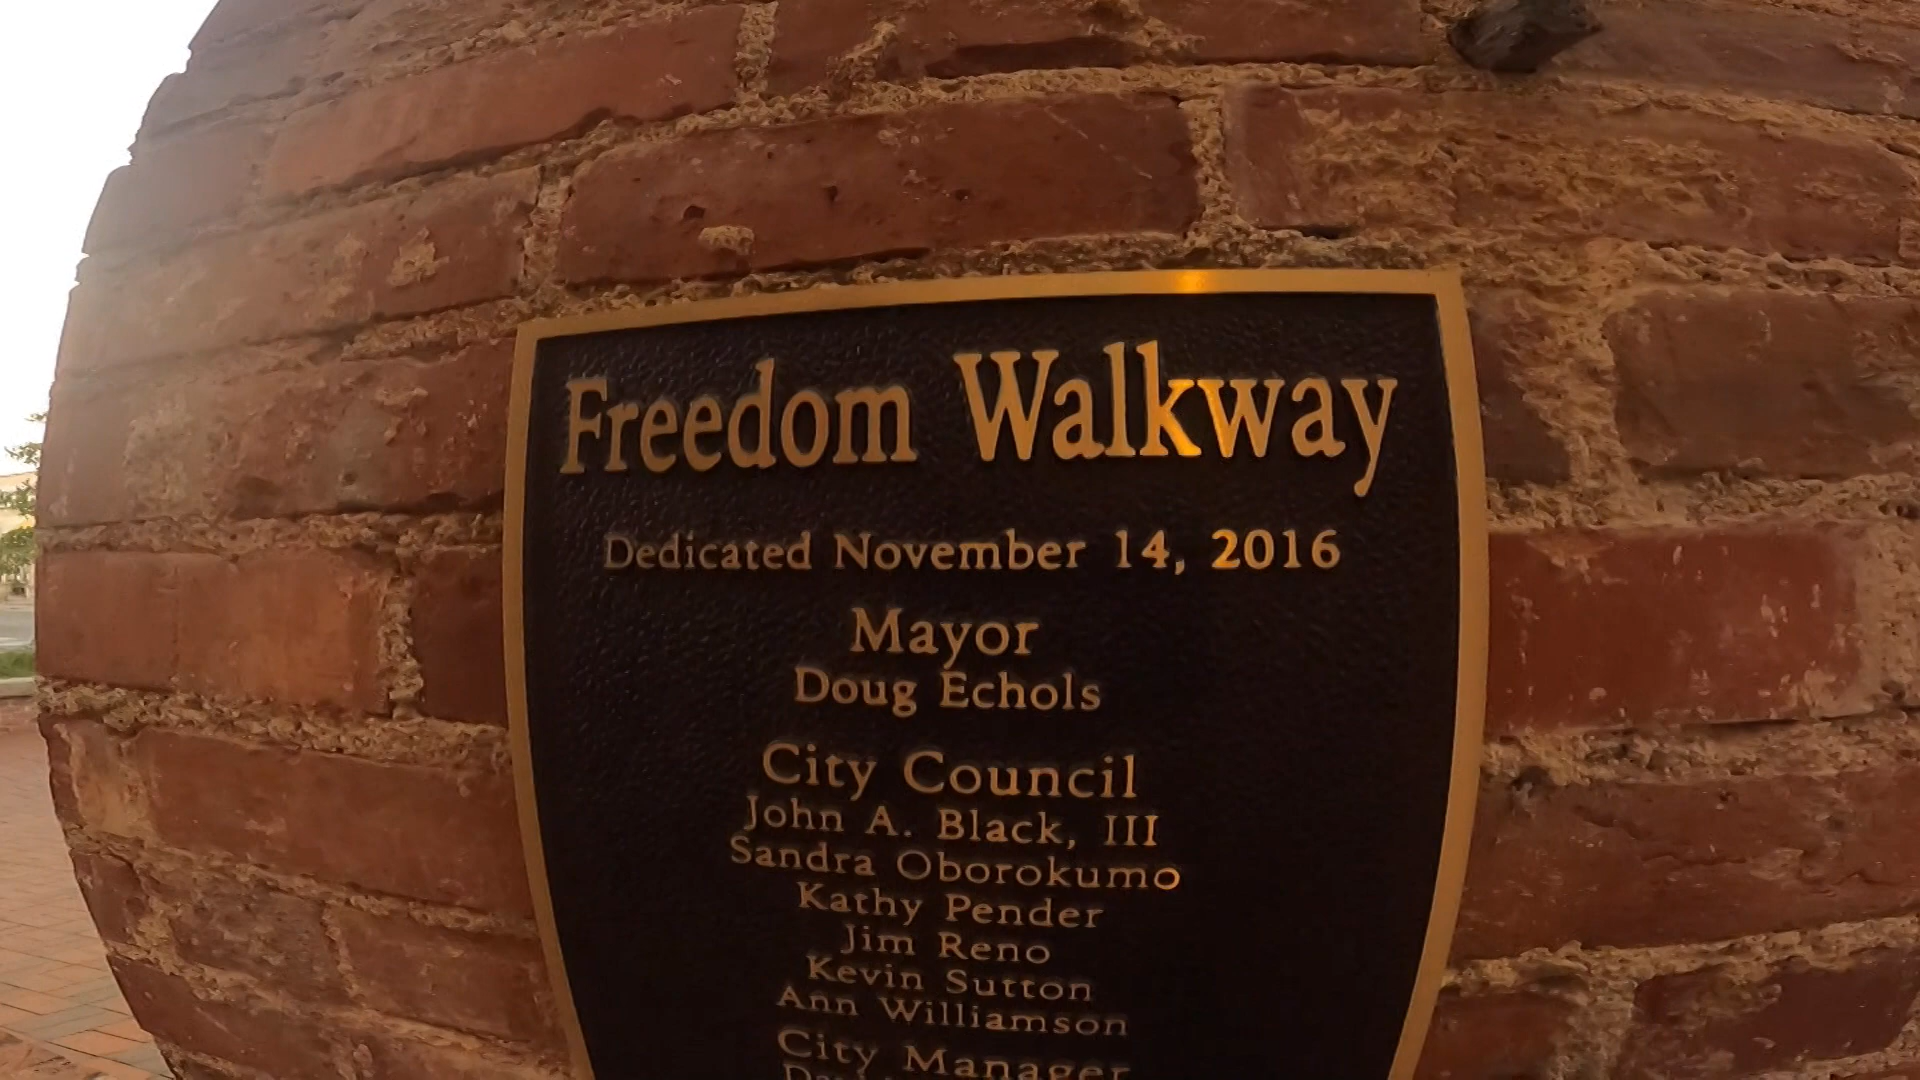 Freedom Walkway
Dedicated November 14, 2016
Mayor
Doug Echols
City Council
John A. Black, III
Sandra Oborokumo
Kathy Pender
Jim Reno
Kevin Sutton
Ann Williamson
City Manager